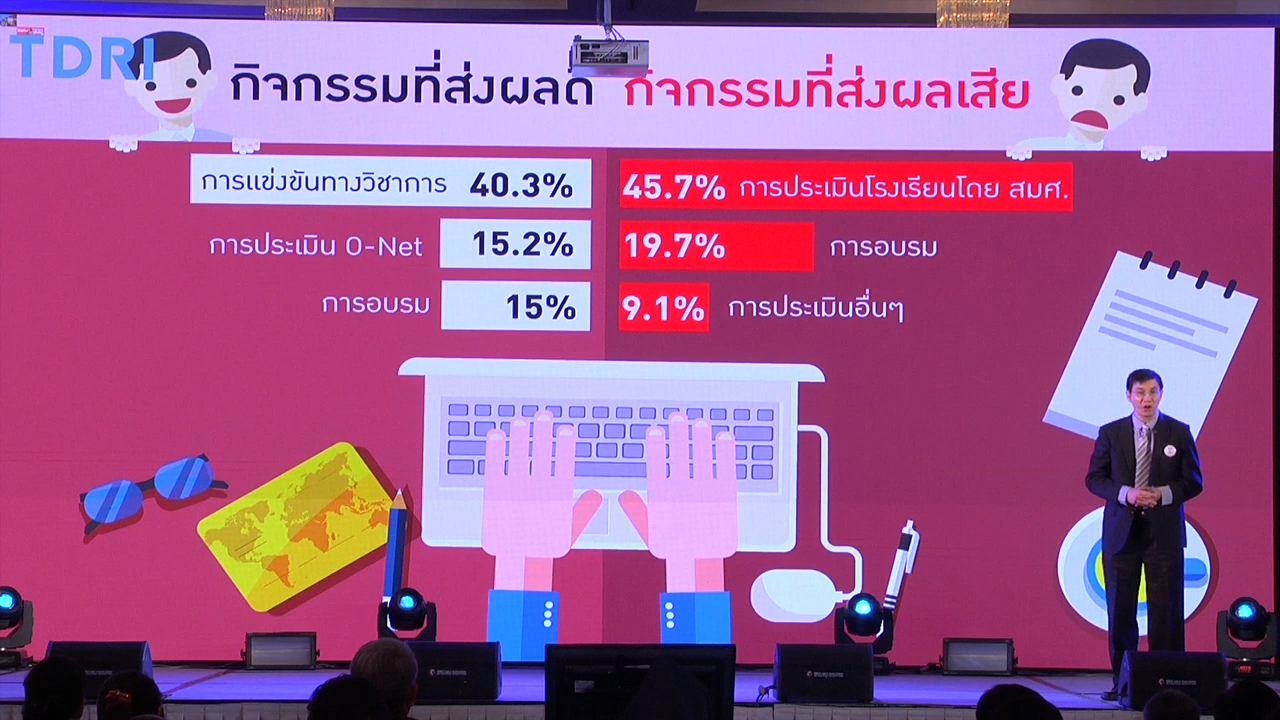 TDRI
กิจกรรมที่ส่งผลดี กิจกรรมที่ส่งผลเสีย
การแข่งขันทางวิชาการ 40.3% 45.7% การประเมินโรงเรียนโดย สมศ.
การประเมิน O-Net 15.2% 19.7% การอบรม
การอบรม 15% 9.1% การประเมินอื่นๆ